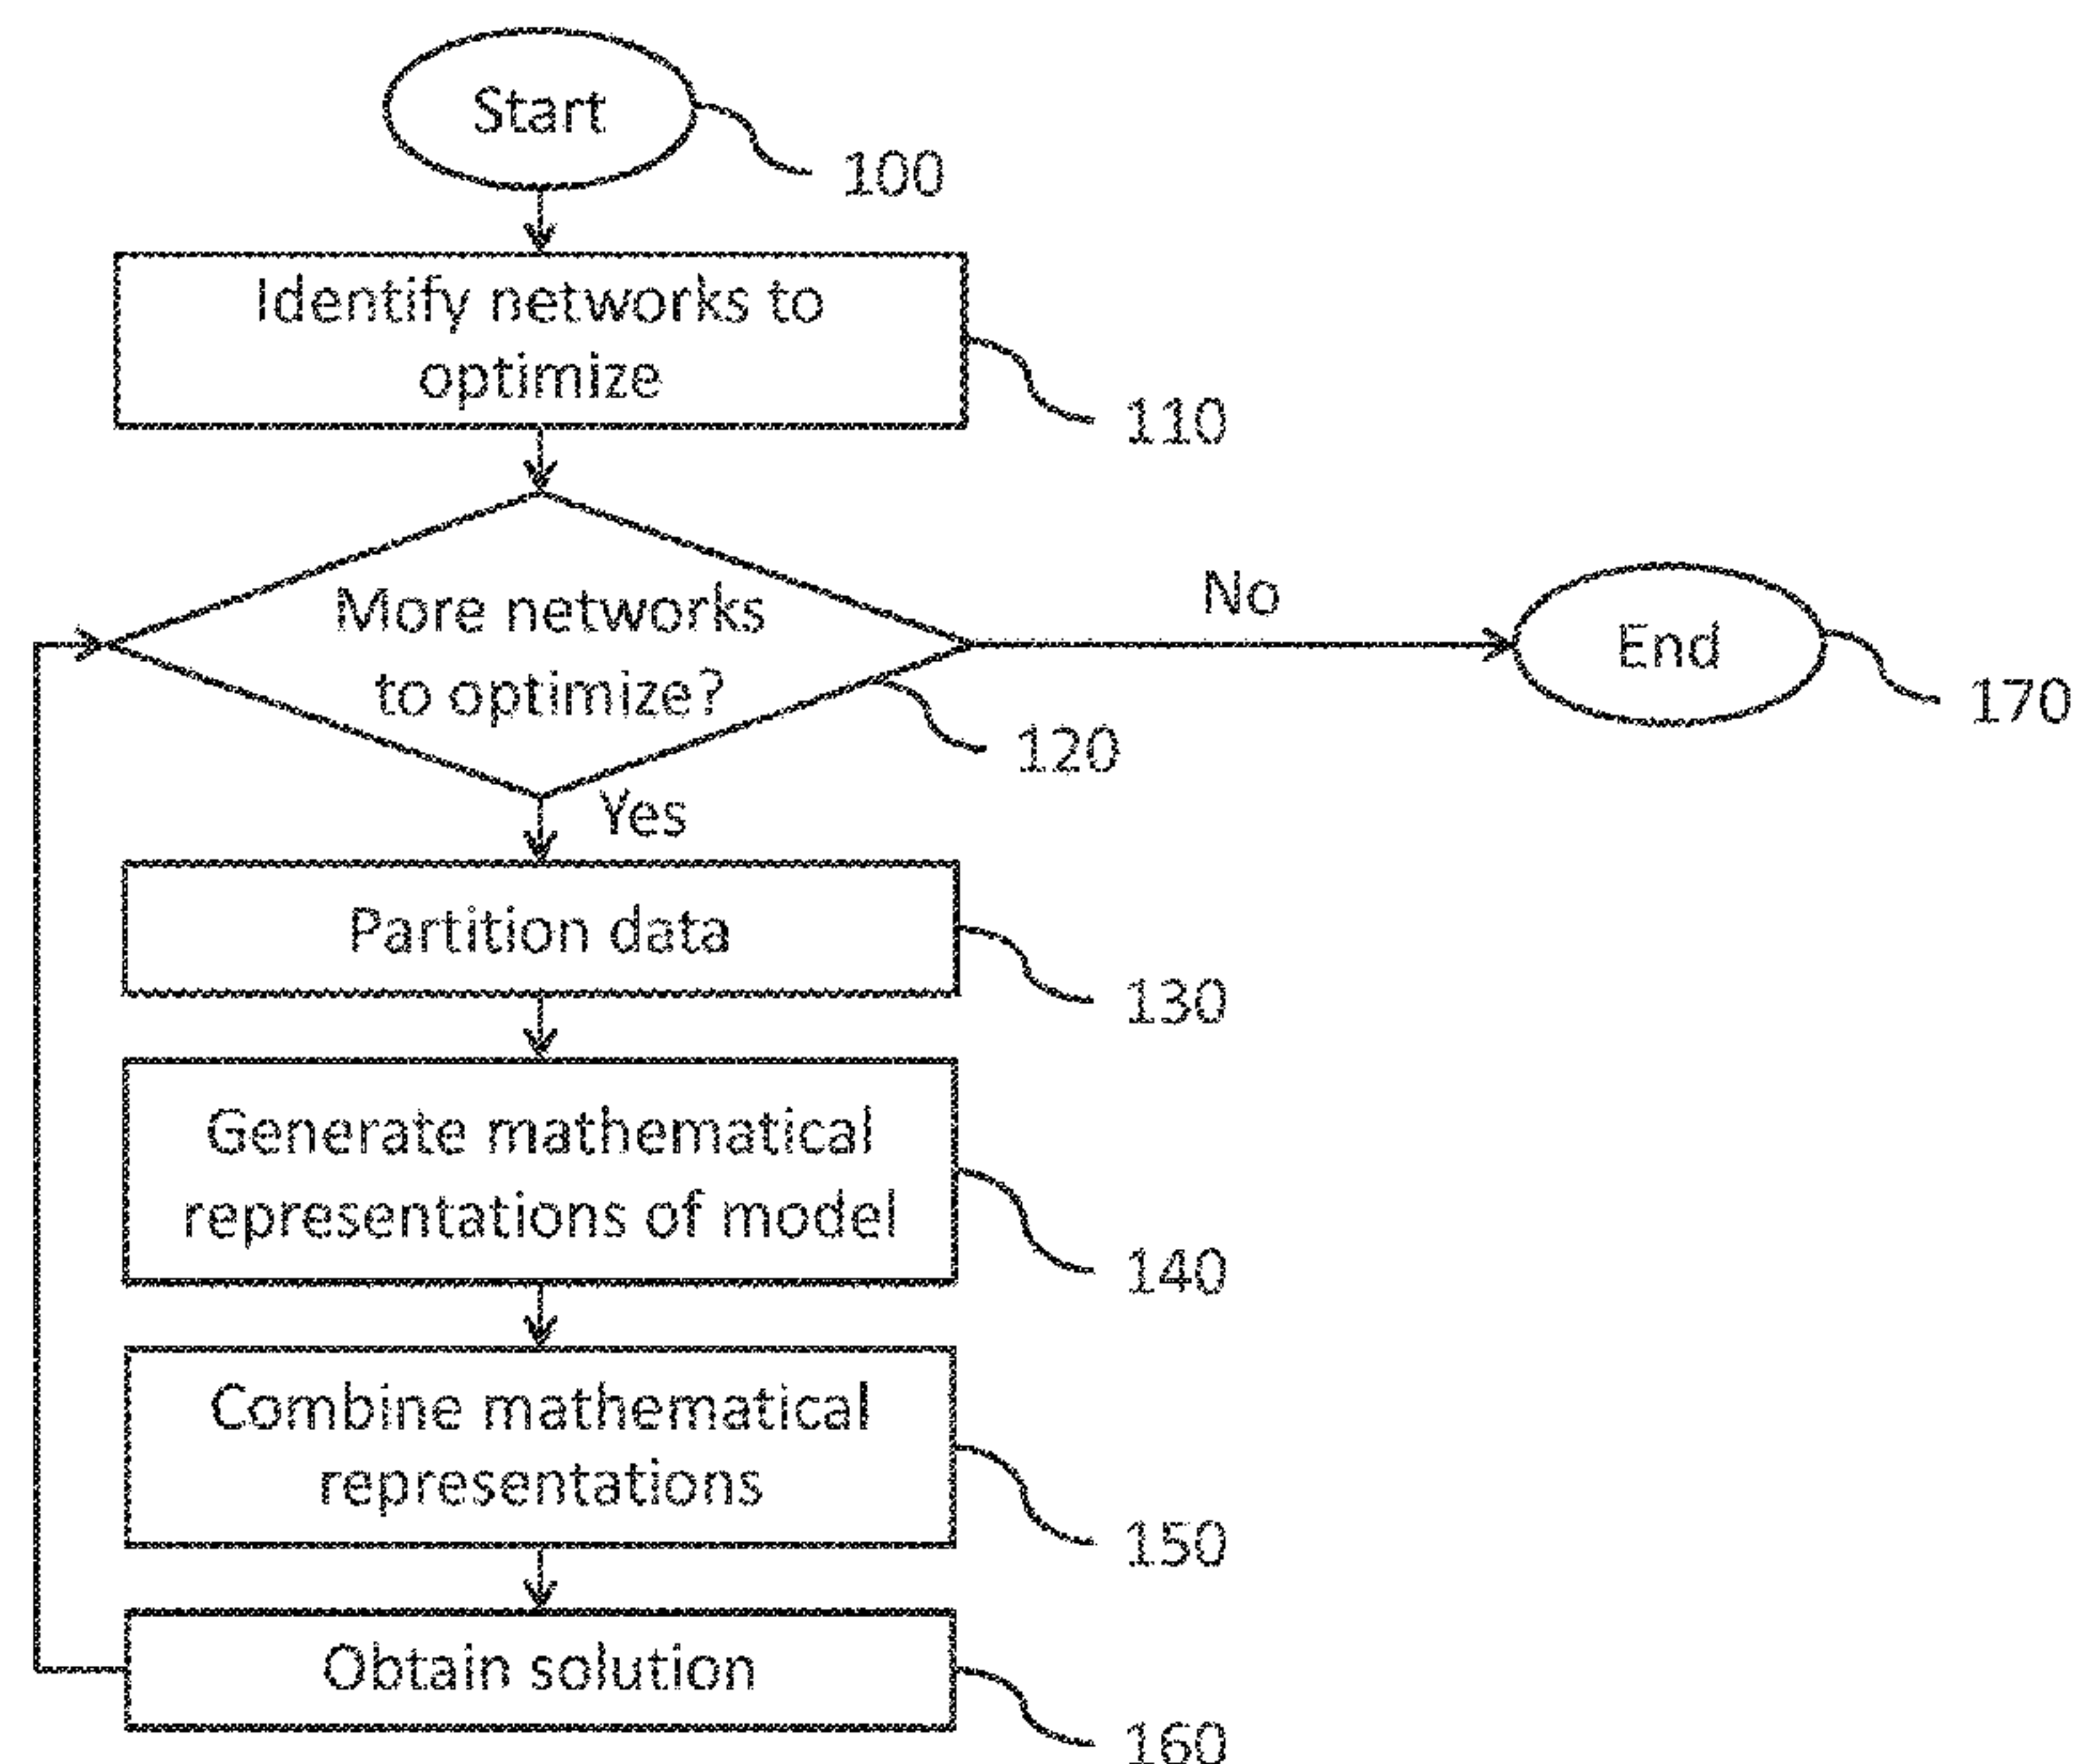 Start
100
Identify networks to
optimize
110
More networks
to optimize?
120
No
End
170
Yes
Partition data
130
Generate mathematical
representations of model
140
Combine mathematical
representations
150
Obtain solution
160